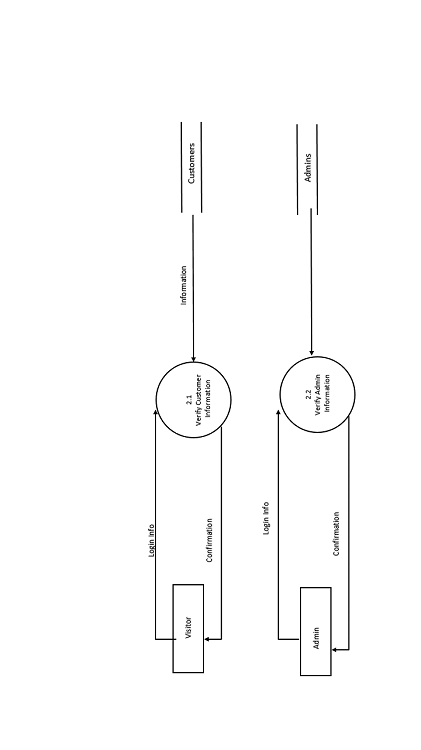 Login Info
Visitor
Confirmation
2.1
Verify Customer
Information
Information
Customers
Login Info
Admin
Confirmation
2.2
Verify Admin
Information
Admins